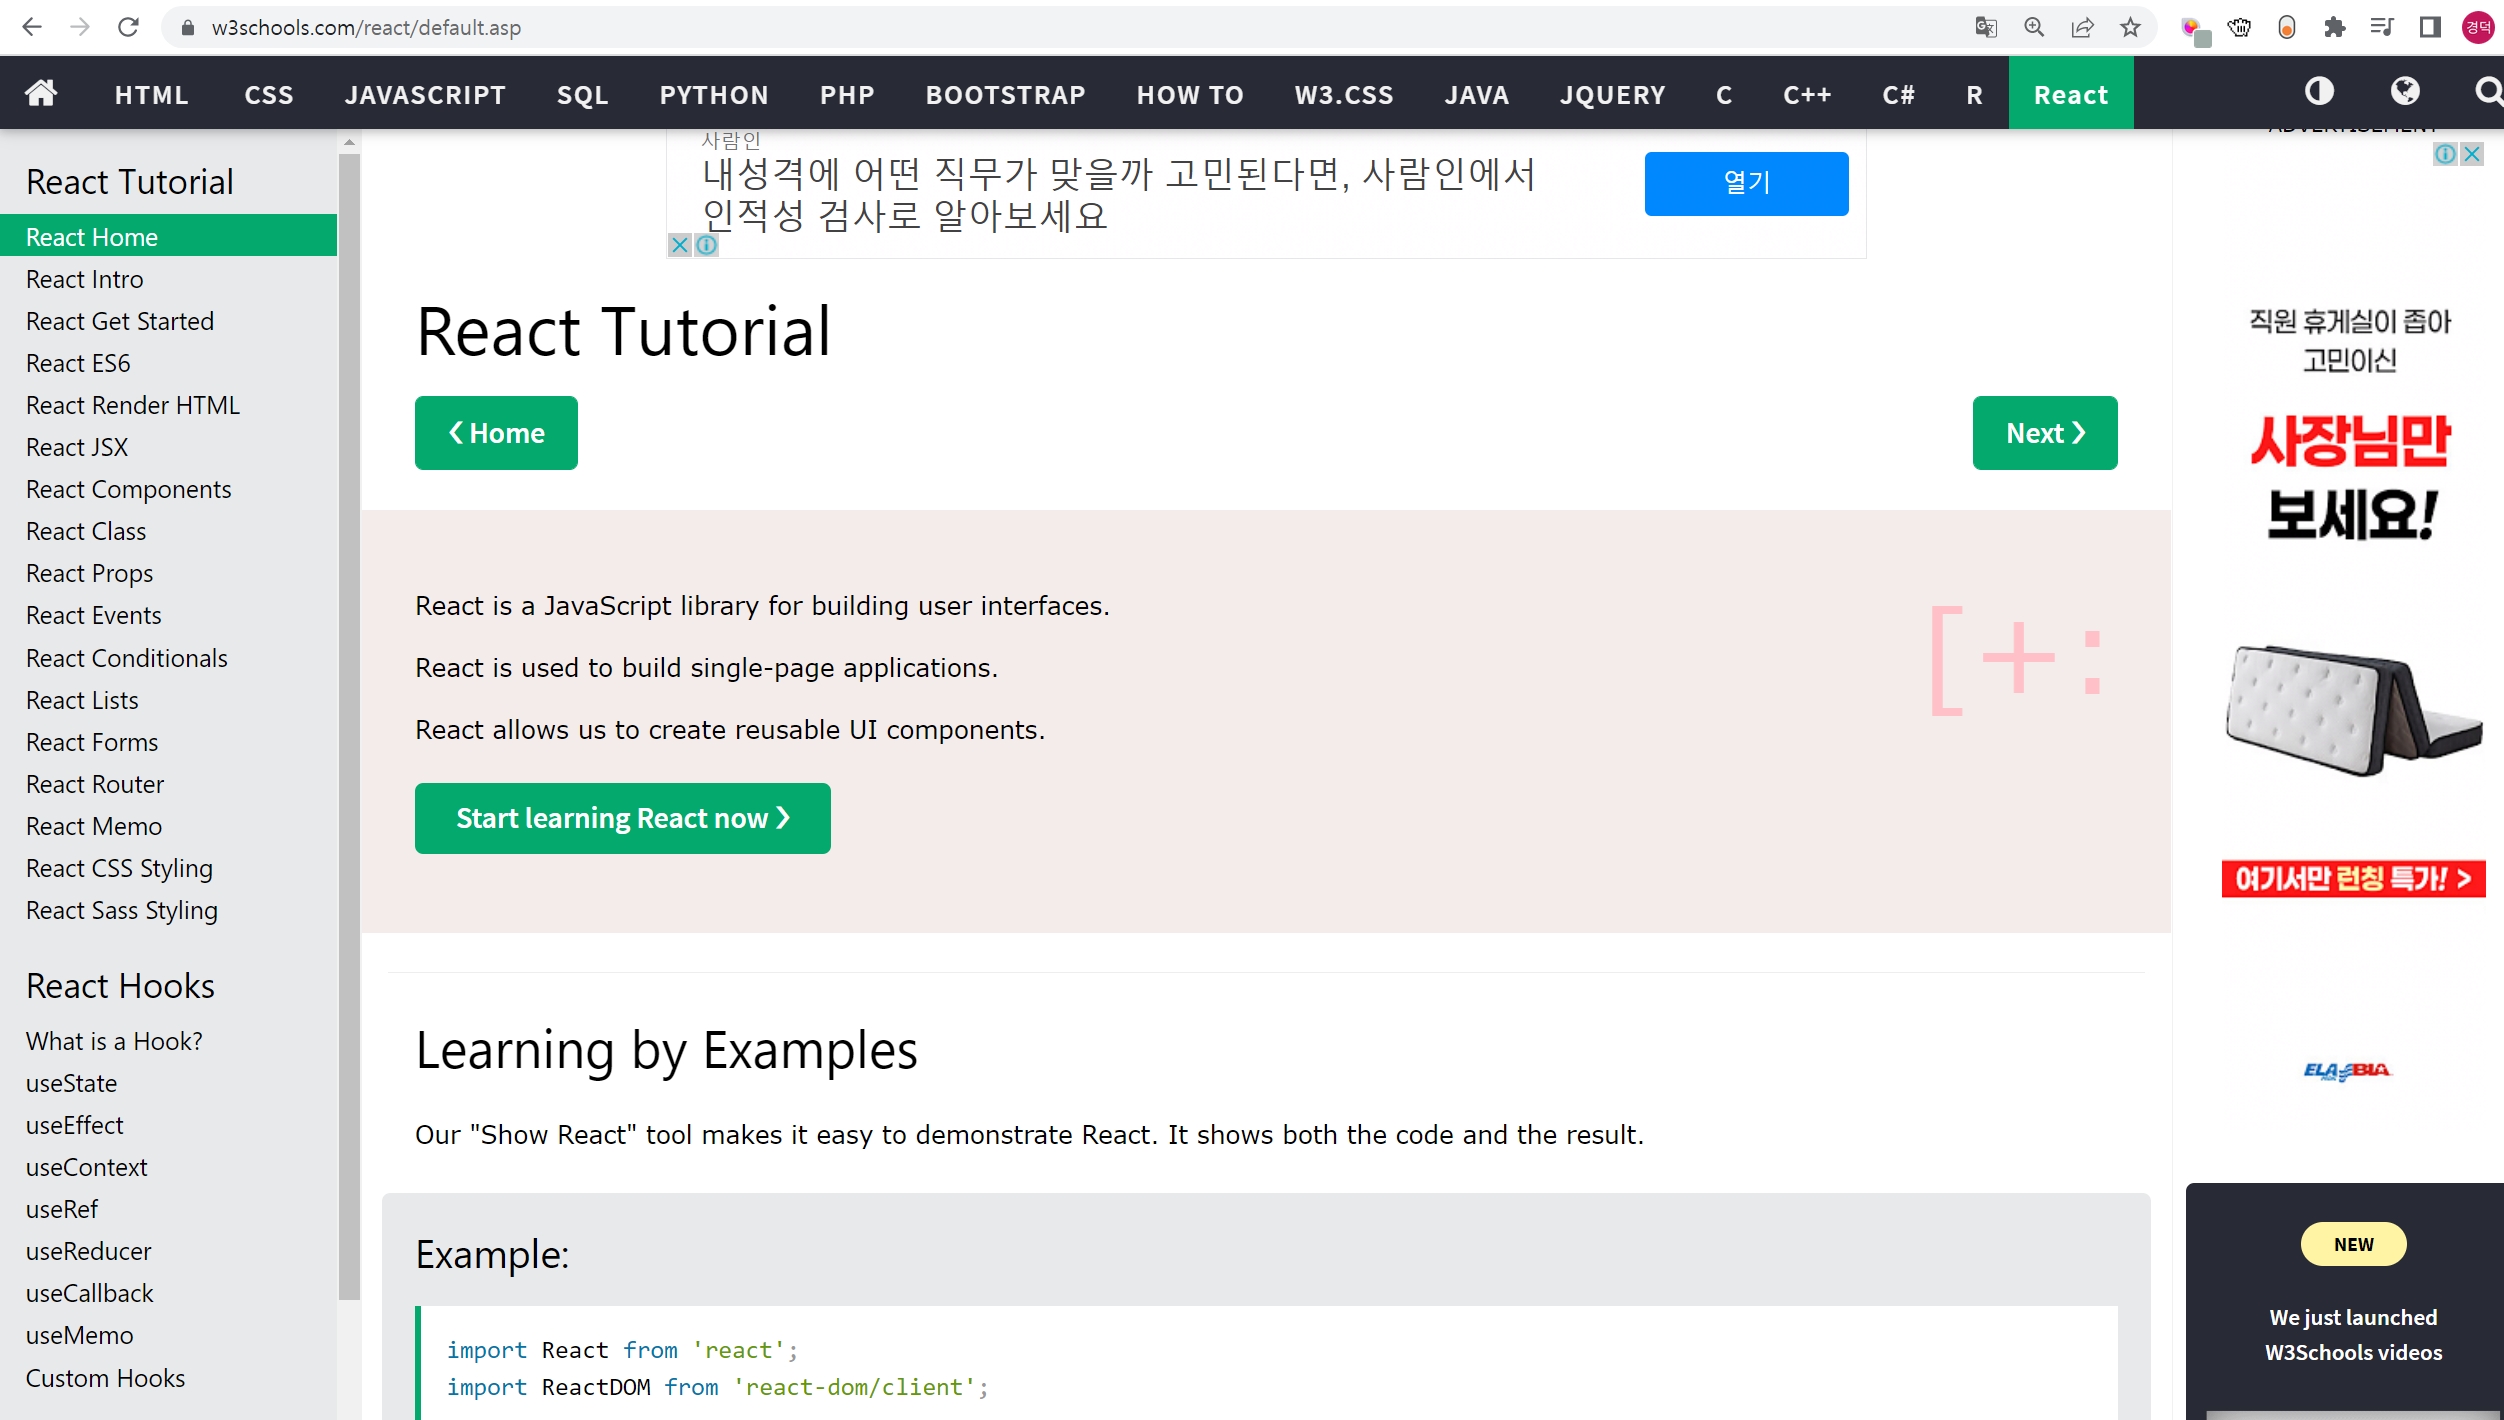 w3schools.com/react/default.asp
경덕
HTML CSS JAVASCRIPT SQL PYTHON PHP BOOTSTRAP HOW TO W3.CSS JAVA JQUERY C C++ C# R React
React Tutorial
React Home
React Intro
React Get Started
React ES6
React Render HTML
React JSX
React Components
React Class
React Props
React Events
React Conditionals
React Lists
React Forms
React Router
React Memo
React CSS Styling
React Sass Styling
React Hooks
What is a Hook?
useState
useEffect
useContext
useRef
useReducer
useCallback
useMemo
Custom Hooks
사람인
내성격에 어떤 직무가 맞을까 고민된다면, 사람인에서
인적성 검사로 알아보세요
열기
React Tutorial
❮ Home
Next ❯
React is a JavaScript library for building user interfaces.
React is used to build single-page applications.
React allows us to create reusable UI components.
[+:
Start learning React now ❯
Learning by Examples
Our "Show React" tool makes it easy to demonstrate React. It shows both the code and the result.
Example:
import React from 'react';
import ReactDOM from 'react-dom/client';
ADVERTISEMENT
직원 휴게실이 좁아
고민이신
사장님만
보세요!
여기서만 런칭 특가! >
NEW
We just launched
W3Schools videos